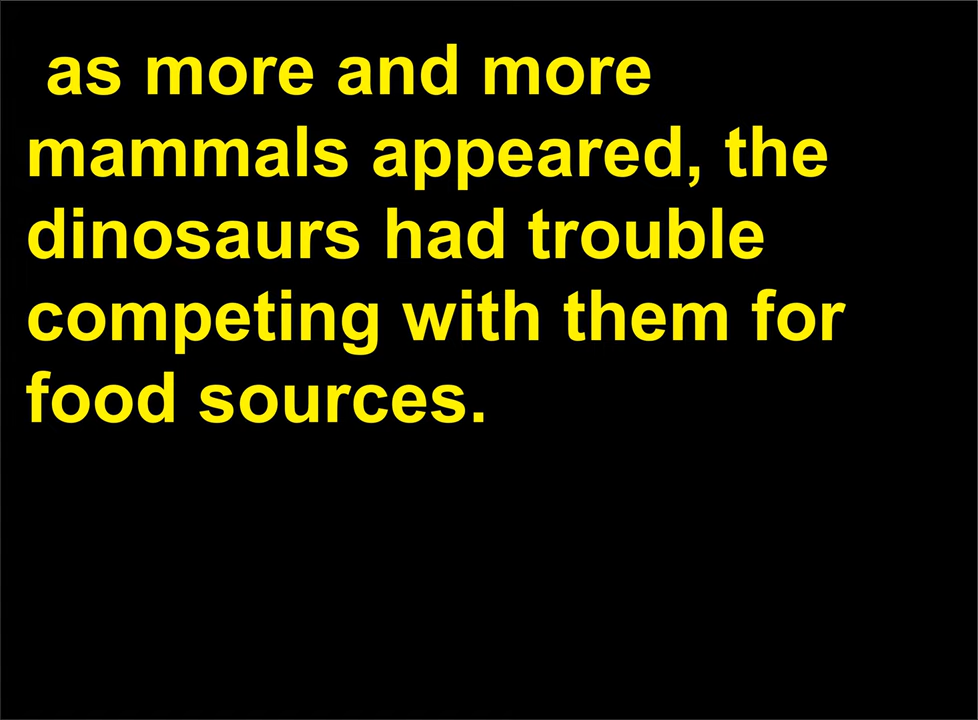 as more and more
mammals appeared, the
dinosaurs had trouble
competing with them for
food sources.